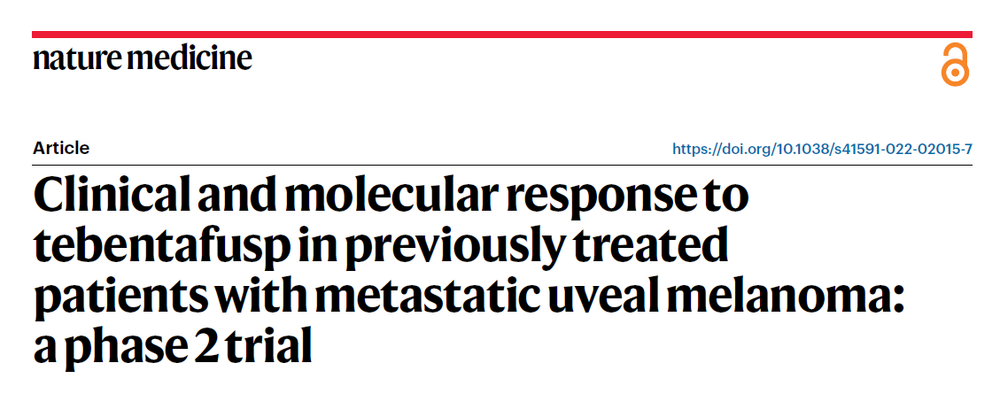 nature medicine
Article
https://doi.org/10.1038/s41591-022-02015-7
Clinical and molecular response to
tebentafusp in previously treated
patients with metastatic uveal melanoma:
a phase 2 trial